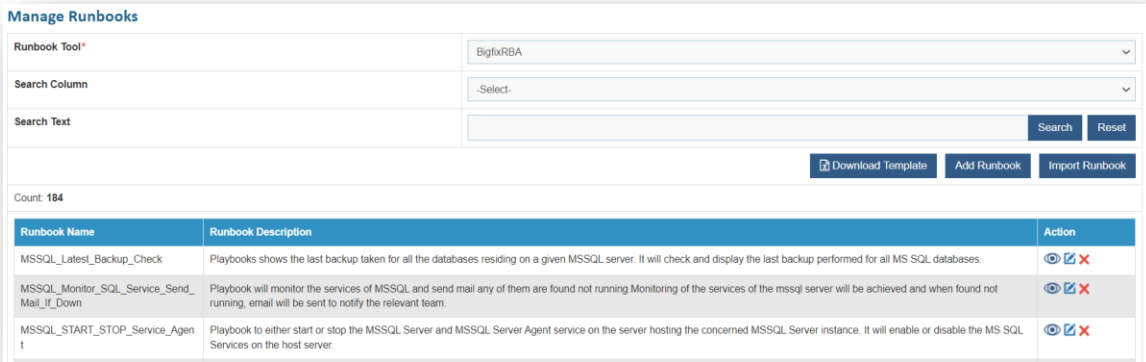 Manage Runbooks
Runbook Tool*
BigfixRBA
Search Column
-Select-
Search Text
Search
Reset
Download Template
Add Runbook
Import Runbook
Count: 184
Runbook Name
Runbook Description
Action
MSSQL_Latest_Backup_Check
Playbooks shows the last backup taken for all the databases residing on a given MSSQL server. It will check and display the last backup performed for all MS SQL databases.
MSSQL_Monitor_SQL_Service_Send_
Mail_If_Down
Playbook will monitor the services of MSSQL and send mail any of them are found not running.Monitoring of the services of the mssql server will be achieved and when found not
running, email will be sent to notify the relevant team.
MSSQL_START_STOP_Service_Agen
t
Playbook to either start or stop the MSSQL Server and MSSQL Server Agent service on the server hosting the concerned MSSQL Server instance. It will enable or disable the MS SQL
Services on the host server.